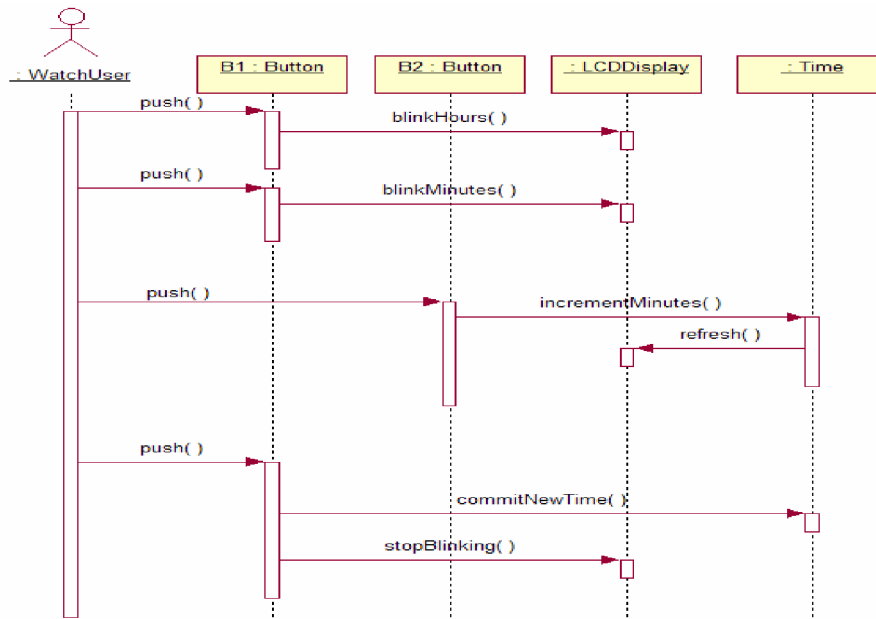 : WatchUser
B1 : Button
B2 : Button
: LCDDisplay
: Time
push( )
blinkHours( )
push( )
blinkMinutes( )
push( )
incrementMinutes( )
refresh( )
push( )
commitNewTime( )
stopBlinking( )